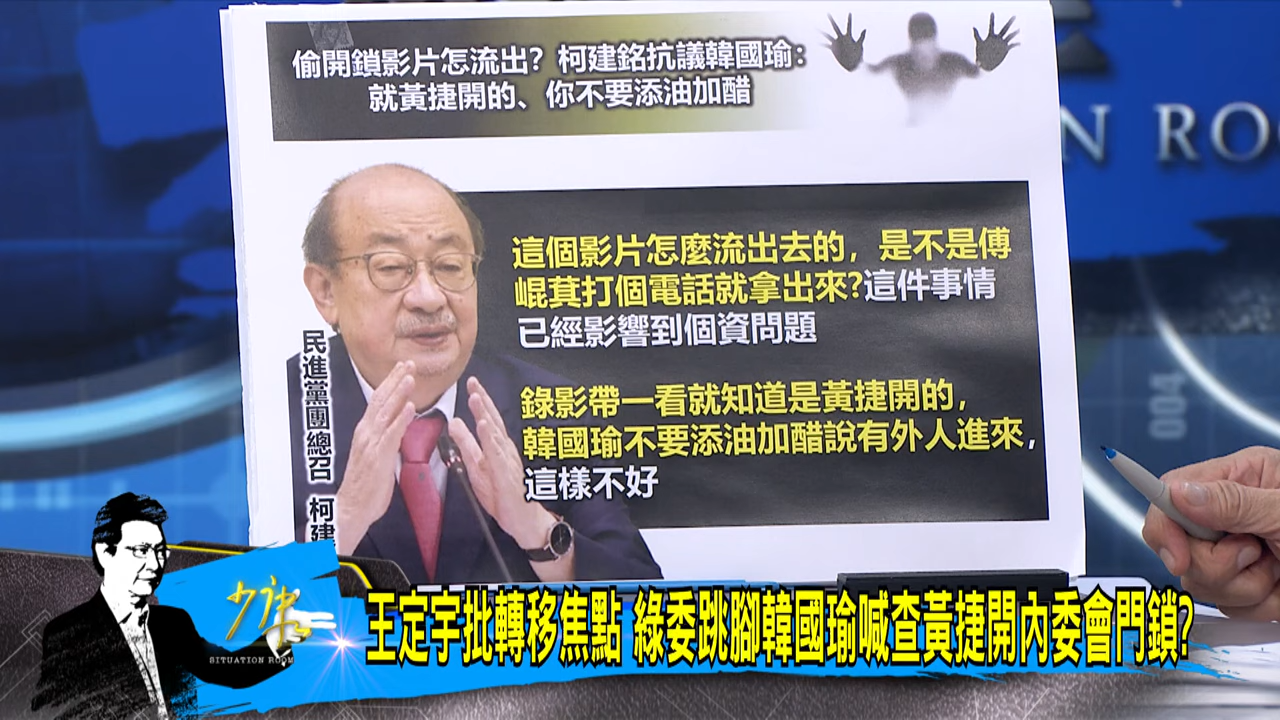 偷開鎖影片怎流出? 柯建銘抗議韓國瑜:
就黃捷開的、你不要添油加醋
這個影片怎麼流出去的，是不是傅
崐萁打個電話就拿出來?這件事情
已經影響到個資問題
錄影帶一看就知道是黃捷開的，
韓國瑜不要添油加醋說有外人進來，
這樣不好
民進黨團總召 柯建
N ROO
004
少康
SITUATION ROOM
王定宇批轉移焦點 綠委跳腳韓國瑜喊查黃捷開內委會門鎖?